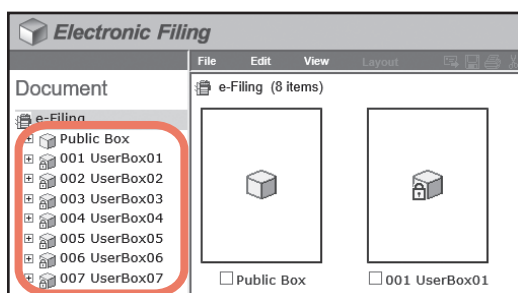 Electronic Filing
File Edit View Layout
Document
e-Filing (8 items)
e-Filing
Public Box
001 UserBox01
002 UserBox02
003 UserBox03
004 UserBox04
005 UserBox05
006 UserBox06
007 UserBox07
Public Box
001 UserBox01